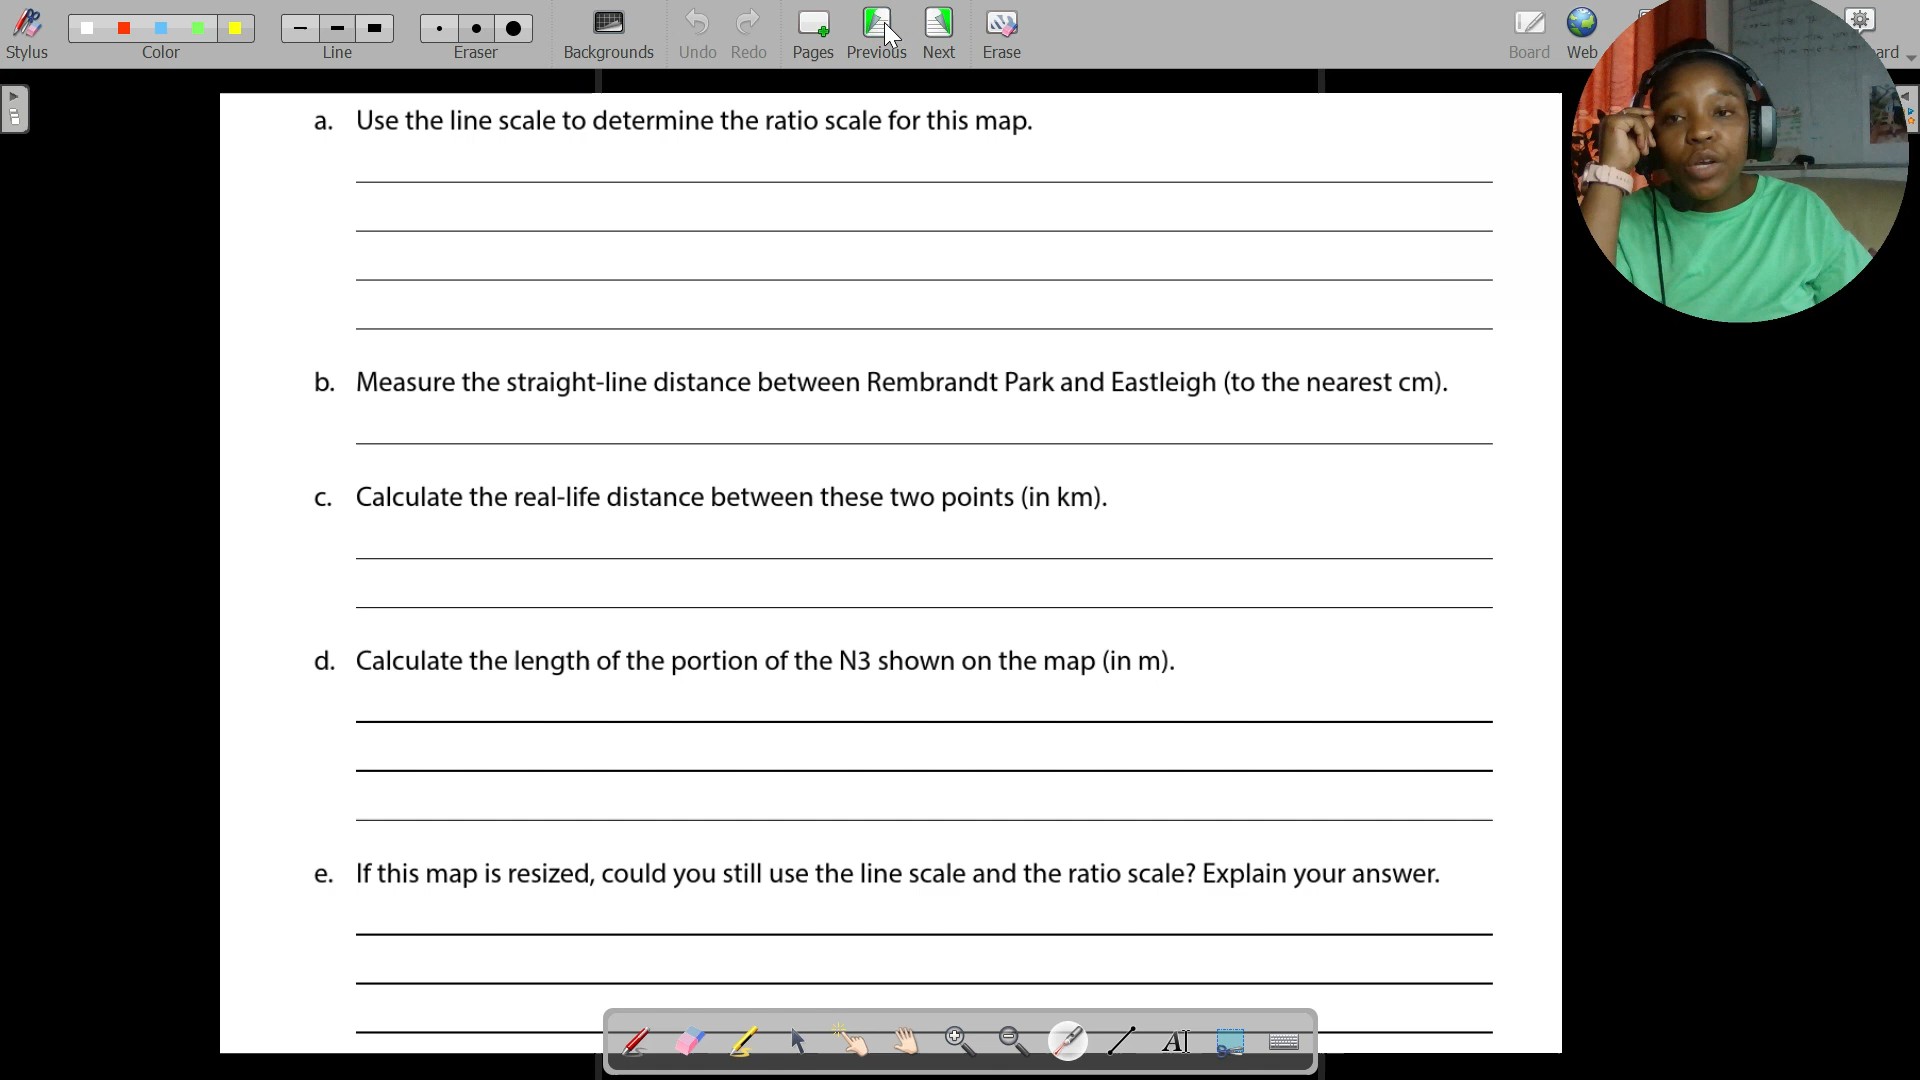 Stylus Color Line Eraser Backgrounds Undo Redo Pages Previous Next Erase Board Web
a. Use the line scale to determine the ratio scale for this map.
b. Measure the straight-line distance between Rembrandt Park and Eastleigh (to the nearest cm).
c. Calculate the real-life distance between these two points (in km).
d. Calculate the length of the portion of the N3 shown on the map (in m).
e. If this map is resized, could you still use the line scale and the ratio scale? Explain your answer.